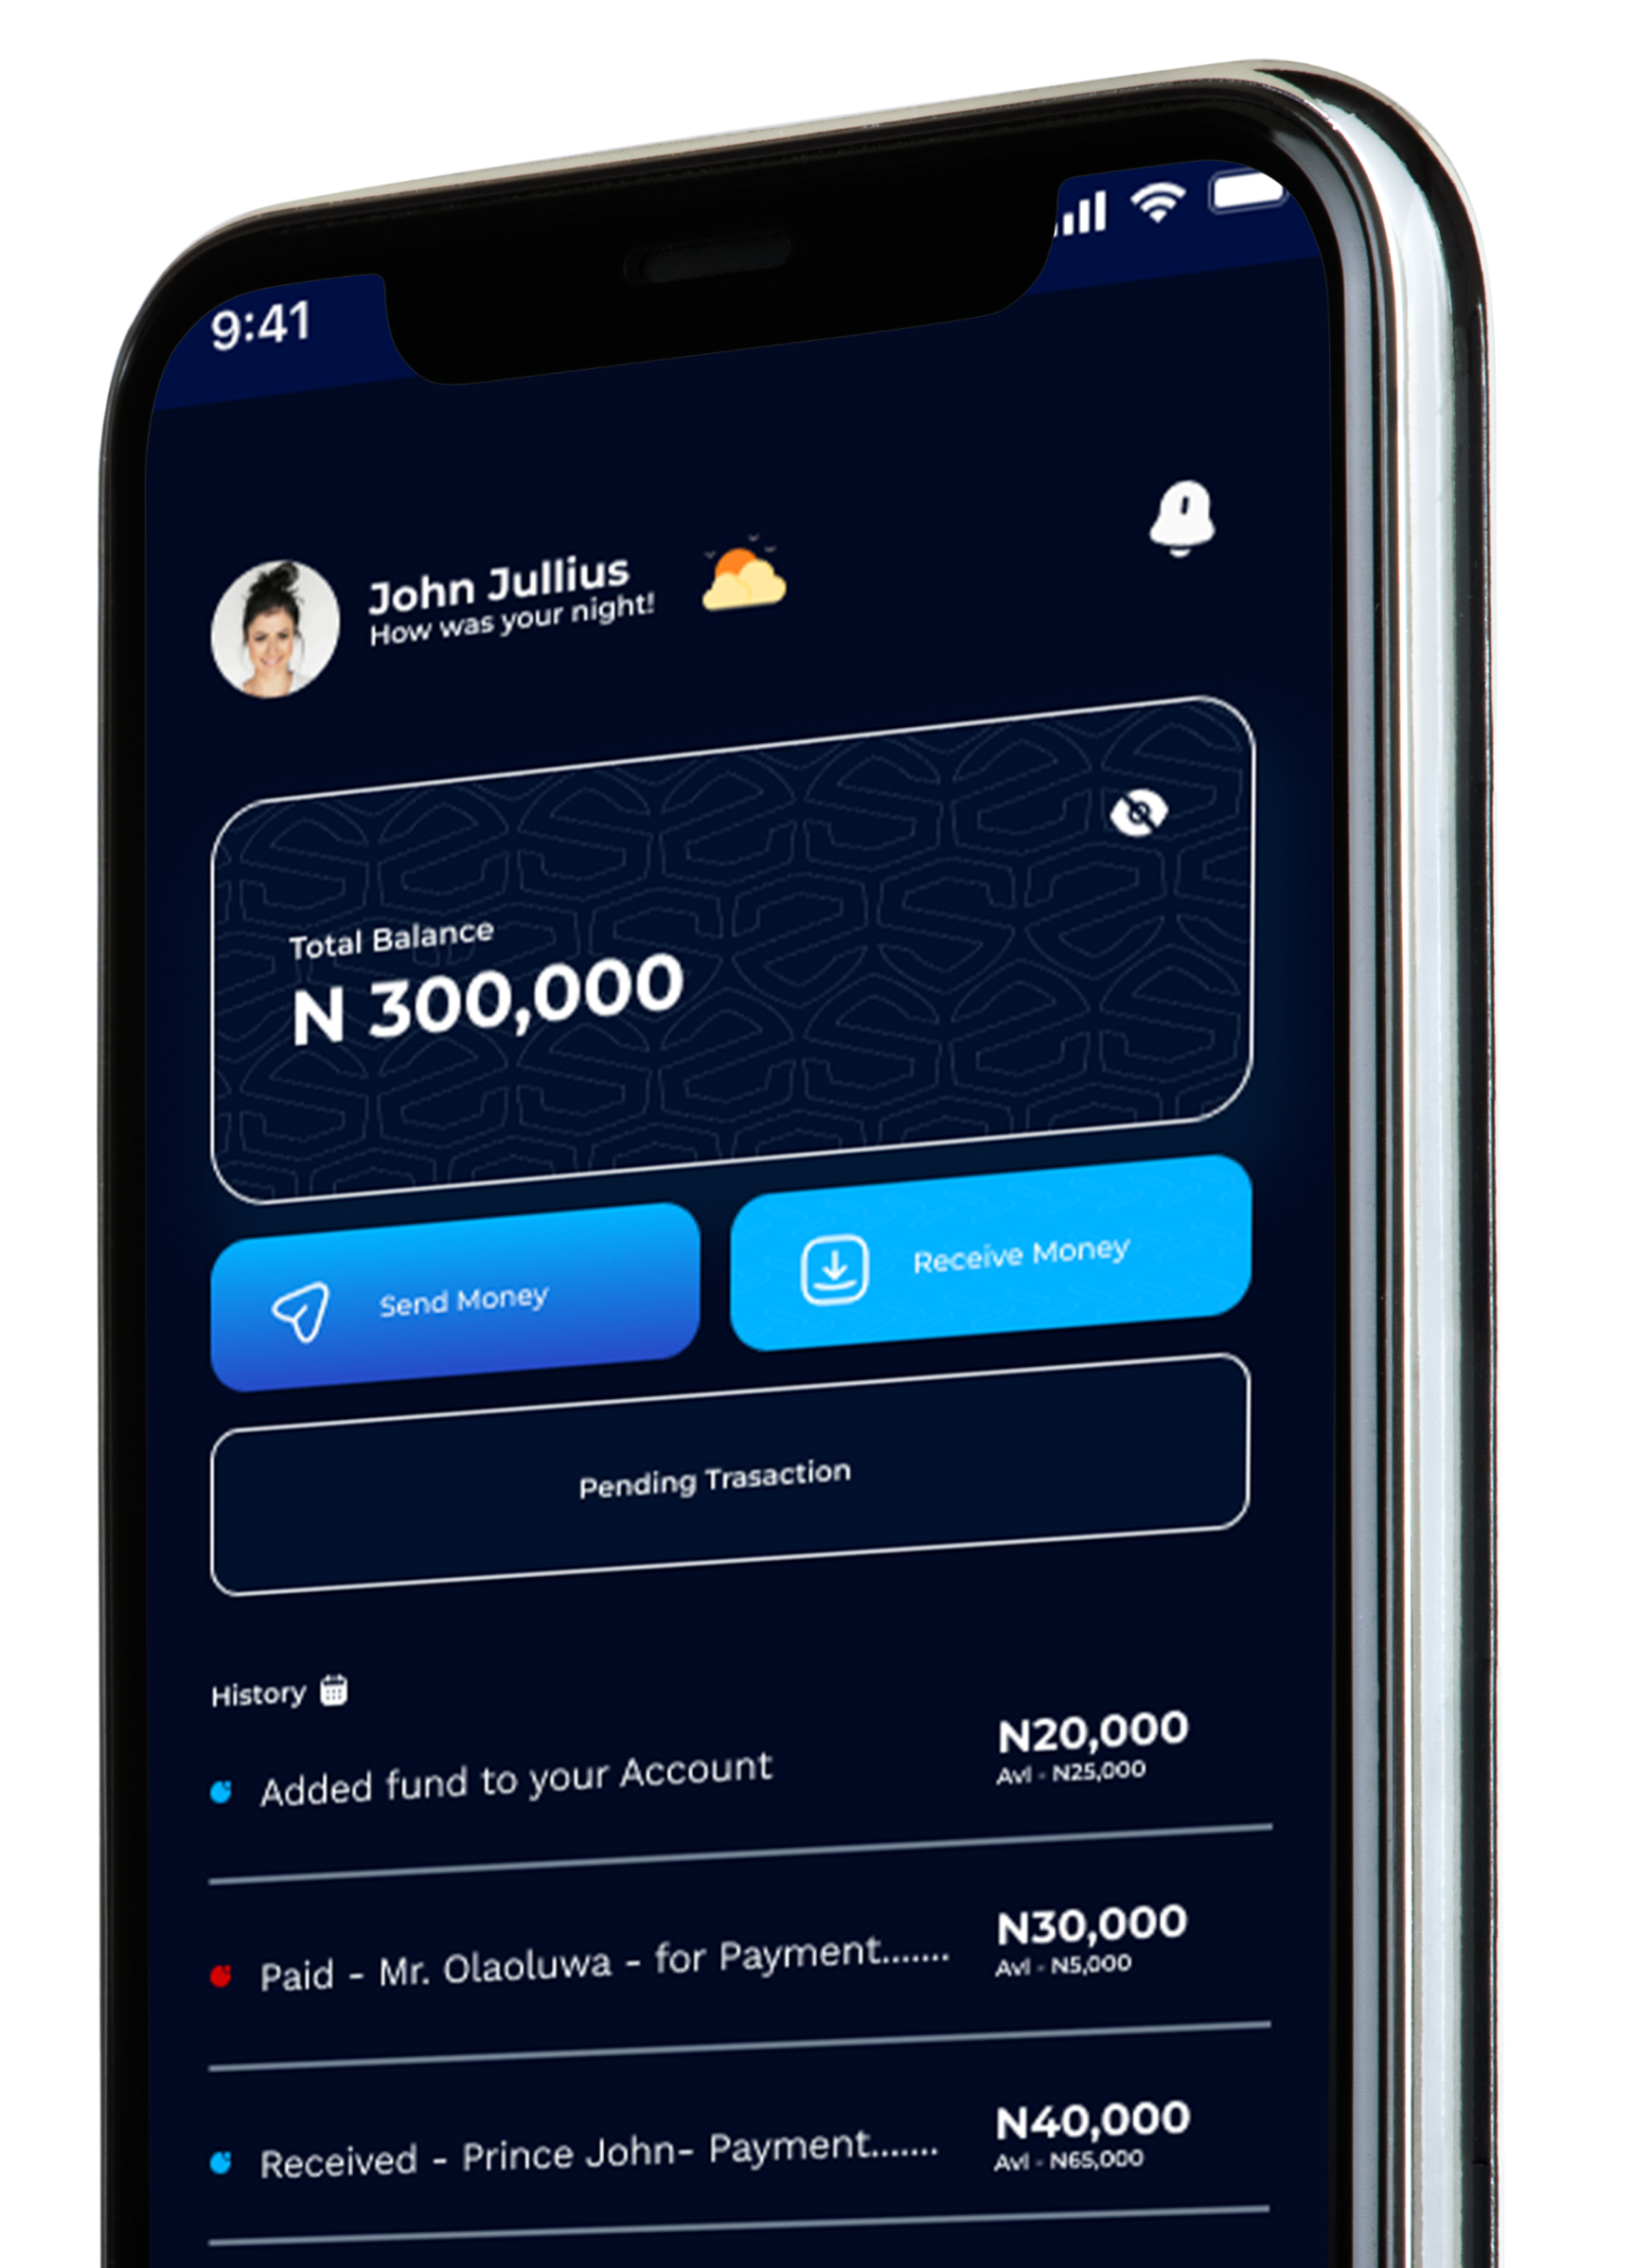 9:41
John Jullius
How was your night!
Total Balance
N 300,000
Send Money
Receive Money
Pending Trasaction
History
Added fund to your Account
N20,000
Avl - N25,000
Paid - Mr. Olaoluwa - for Payment.......
N30,000
Avl - N5,000
Received - Prince John- Payment.......
N40,000
Avl - N65,000